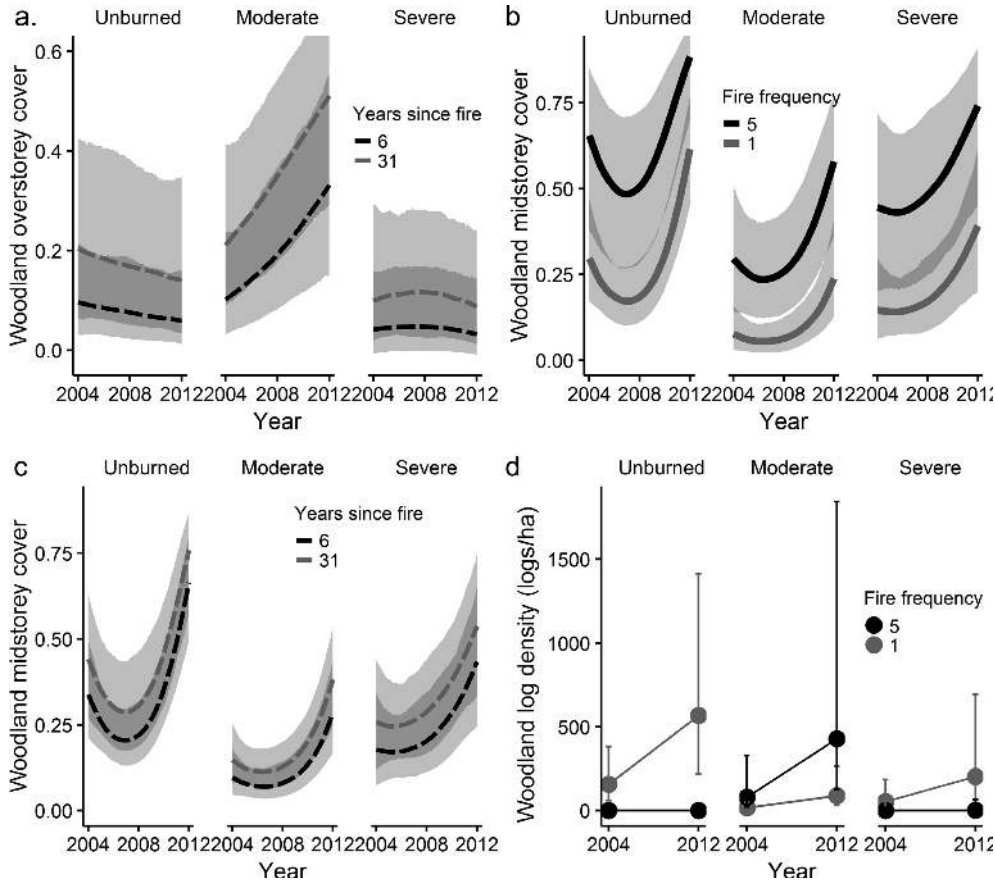 a.
Unburned Moderate Severe
Woodland overstorey cover
0.6
0.4
0.2
0.0
Years since fire
6
31
2004 2008 2012 2004 2008 2012 2004 2008 2012
Year
b.
Unburned Moderate Severe
Woodland midstorey cover
0.75
0.50
0.25
0.00
Fire frequency
5
1
2004 2008 2012 2004 2008 2012 2004 2008 2012
Year
c
Unburned Moderate Severe
Woodland midstorey cover
0.75
0.50
0.25
0.00
Years since fire
6
31
2004 2008 2012 2004 2008 2012 2004 2008 2012
Year
d
Unburned Moderate Severe
Woodland log density (logs/ha)
1500
1000
500
0
Fire frequency
5
1
2004 2012 2004 2012 2004 2012
Year